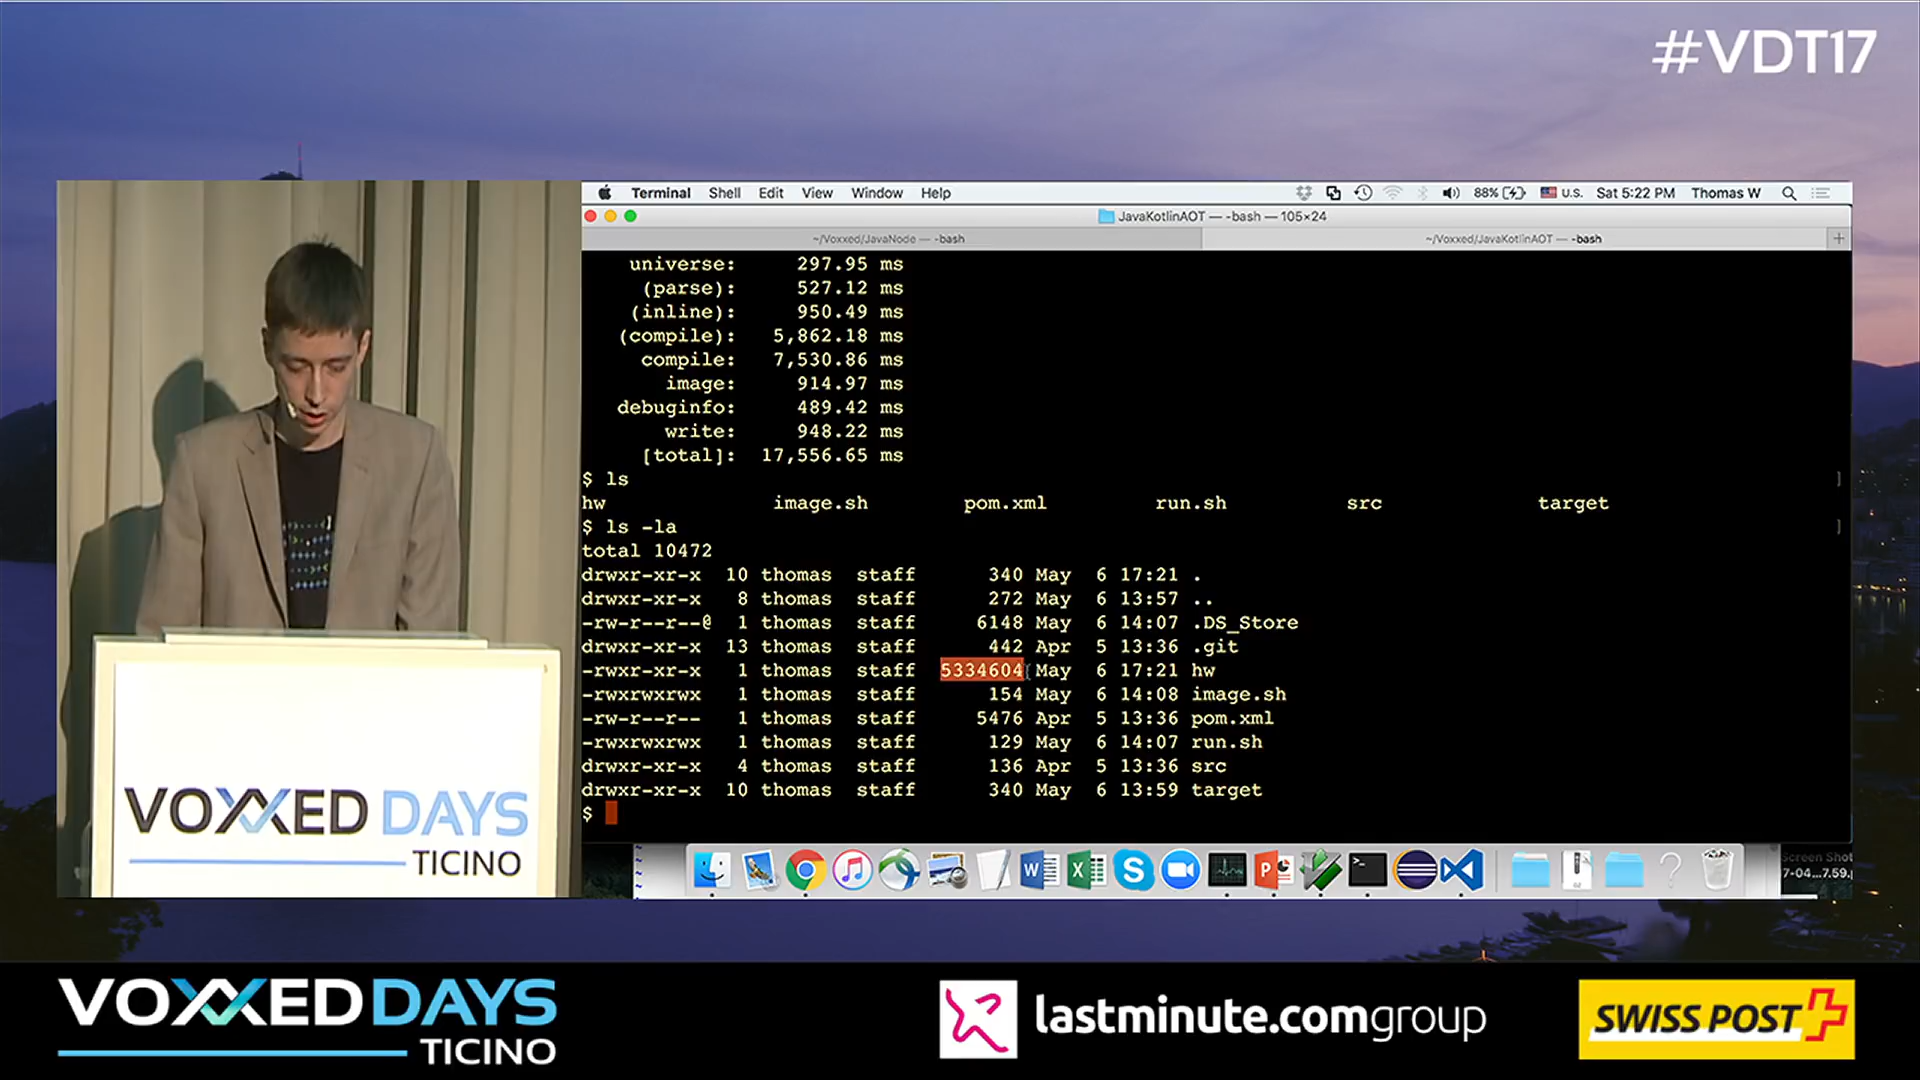 #VDT17
Terminal Shell Edit View Window Help 88% U.S. Sat 5:22 PM Thomas W
JavaKotlinAOT — -bash — 105×24
~/Voxxed/JavaNode — -bash ~/Voxxed/JavaKotlinAOT — -bash +
universe: 297.95 ms
(parse): 527.12 ms
(inline): 950.49 ms
(compile): 5,862.18 ms
compile: 7,530.86 ms
image: 914.97 ms
debuginfo: 489.42 ms
write: 948.22 ms
[total]: 17,556.65 ms
$ ls
hw image.sh pom.xml run.sh src target
$ ls -la
total 10472
drwxr-xr-x 10 thomas staff 340 May 6 17:21 .
drwxr-xr-x 8 thomas staff 272 May 6 13:57 ..
-rw-r--r--@ 1 thomas staff 6148 May 6 14:07 .DS_Store
drwxr-xr-x 13 thomas staff 442 Apr 5 13:36 .git
-rwxr-xr-x 1 thomas staff 5334604 May 6 17:21 hw
-rwxrwxrwx 1 thomas staff 154 May 6 14:08 image.sh
-rw-r--r-- 1 thomas staff 5476 Apr 5 13:36 pom.xml
-rwxrwxrwx 1 thomas staff 129 May 6 14:07 run.sh
drwxr-xr-x 4 thomas staff 136 Apr 5 13:36 src
drwxr-xr-x 10 thomas staff 340 May 6 13:59 target
$
Screen Shot
7-04...7.59.p
VOXXED DAYS
TICINO
VOXXED DAYS
TICINO
lastminute.comgroup
SWISS POST